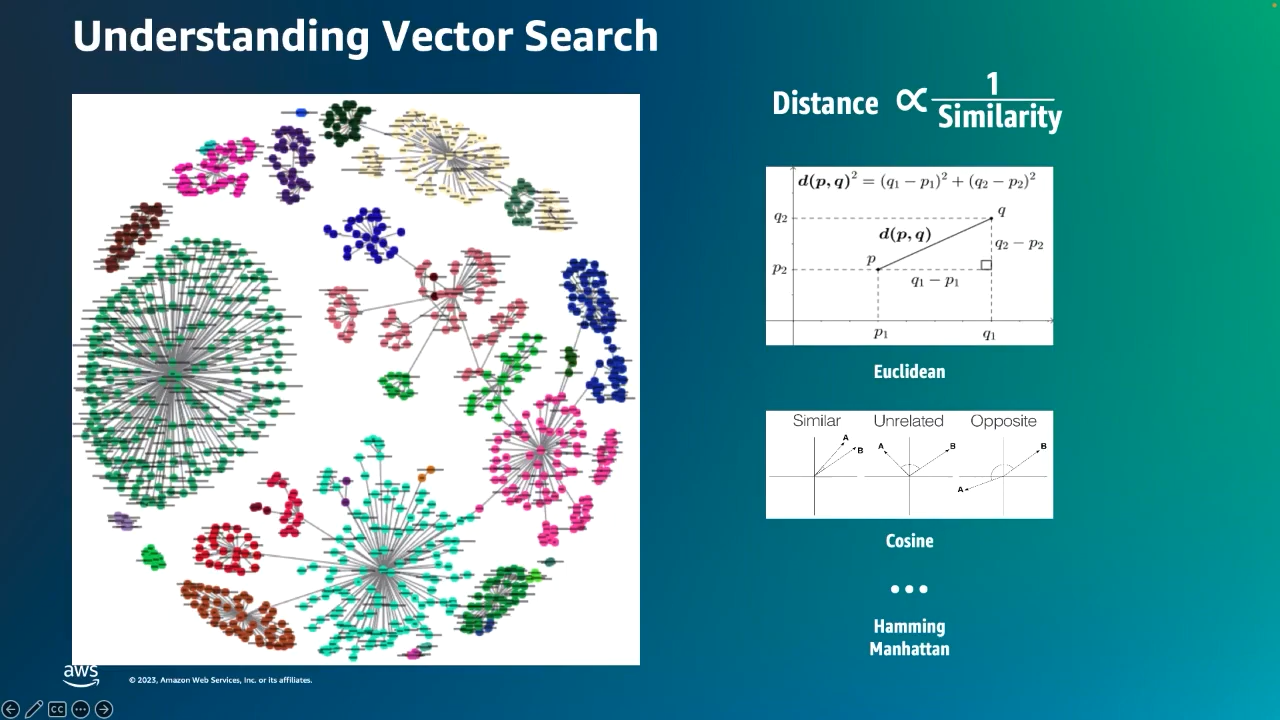 Understanding Vector Search
Distance ∝ 1 / Similarity
d(p, q)² = (q₁ − p₁)² + (q₂ − p₂)²
q₂
q
d(p, q)
q₂ − p₂
p
p₂
q₁ − p₁
p₁
q₁
Euclidean
Similar Unrelated Opposite
A
B
A
B
B
A
Cosine
•••
Hamming
Manhattan
aws
© 2023, Amazon Web Services, Inc. or its affiliates.
CC